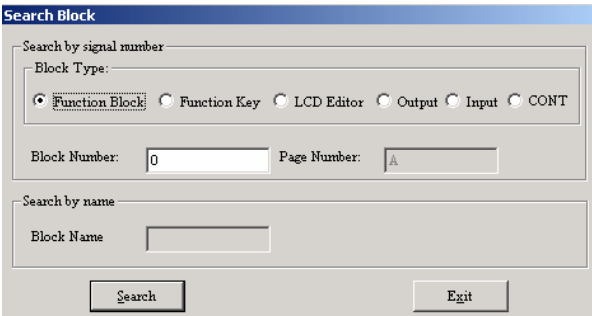 Search Block
Search by signal number
Block Type:
Function Block Function Key LCD Editor Output Input CONT
Block Number: 0 Page Number: A
Search by name
Block Name
Search Exit